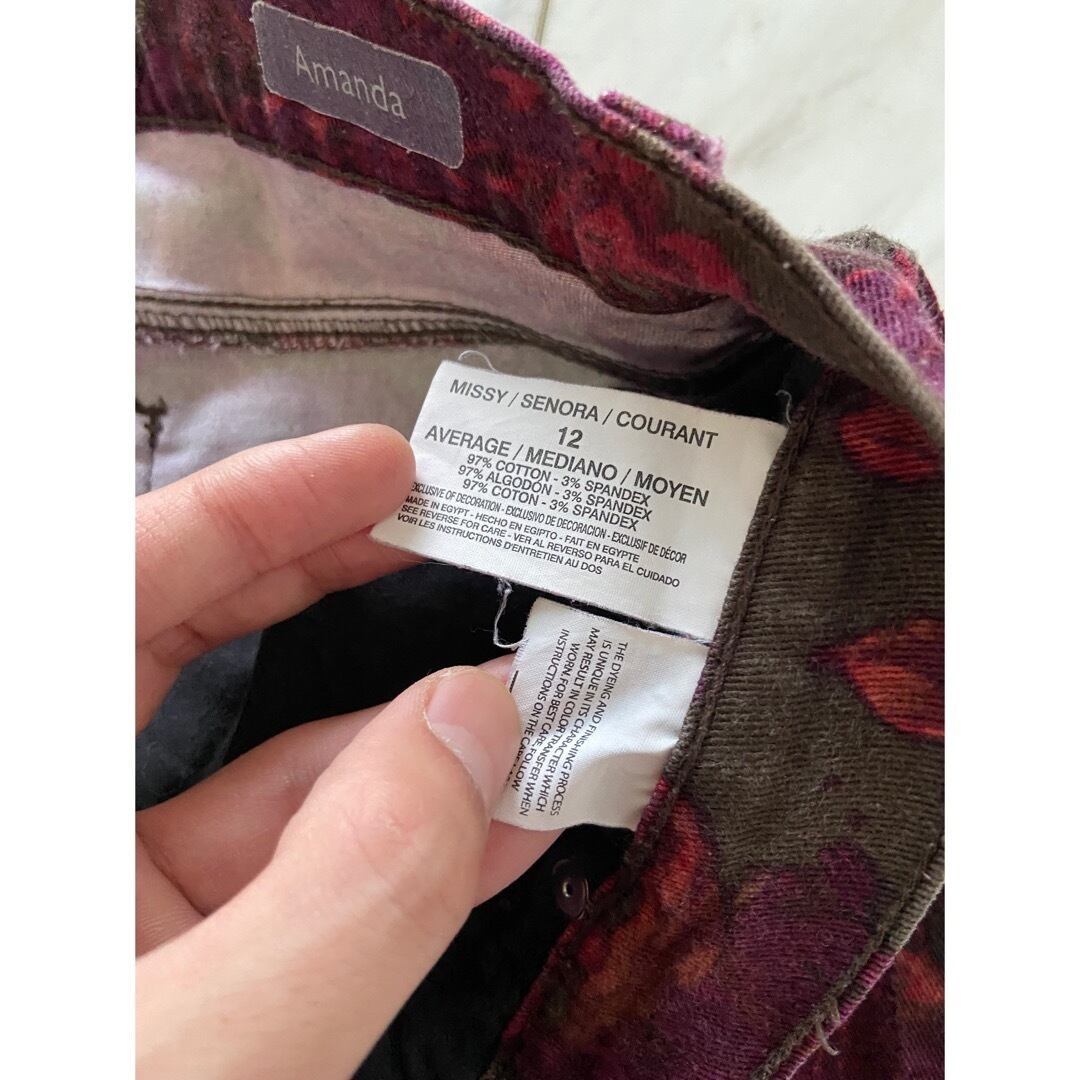 Amanda
MISSY / SENORA / COURANT
12
AVERAGE / MEDIANO / MOYEN
97% COTTON - 3% SPANDEX
97% ALGODON - 3% SPANDEX
97% COTON - 3% SPANDEX
EXCLUSIVE OF DECORATION - EXCLUSIVO DE DECORACION - EXCLUSIF DE DÉCOR
MADE IN EGYPT - HECHO EN EGIPTO - FAIT EN EGYPTE
SEE REVERSE FOR CARE - VER AL REVERSO PARA EL CUIDADO
VOIR LES INSTRUCTIONS D'ENTRETIEN AU DOS
THE DYEING AND FINISHING PROCESS
IS UNIQUE IN ITS CHARACTER WHICH
MAY RESULT IN COLOR TRANSFER WHEN
WORN. FOR BEST CARE, FOLLOW
INSTRUCTIONS ON THE